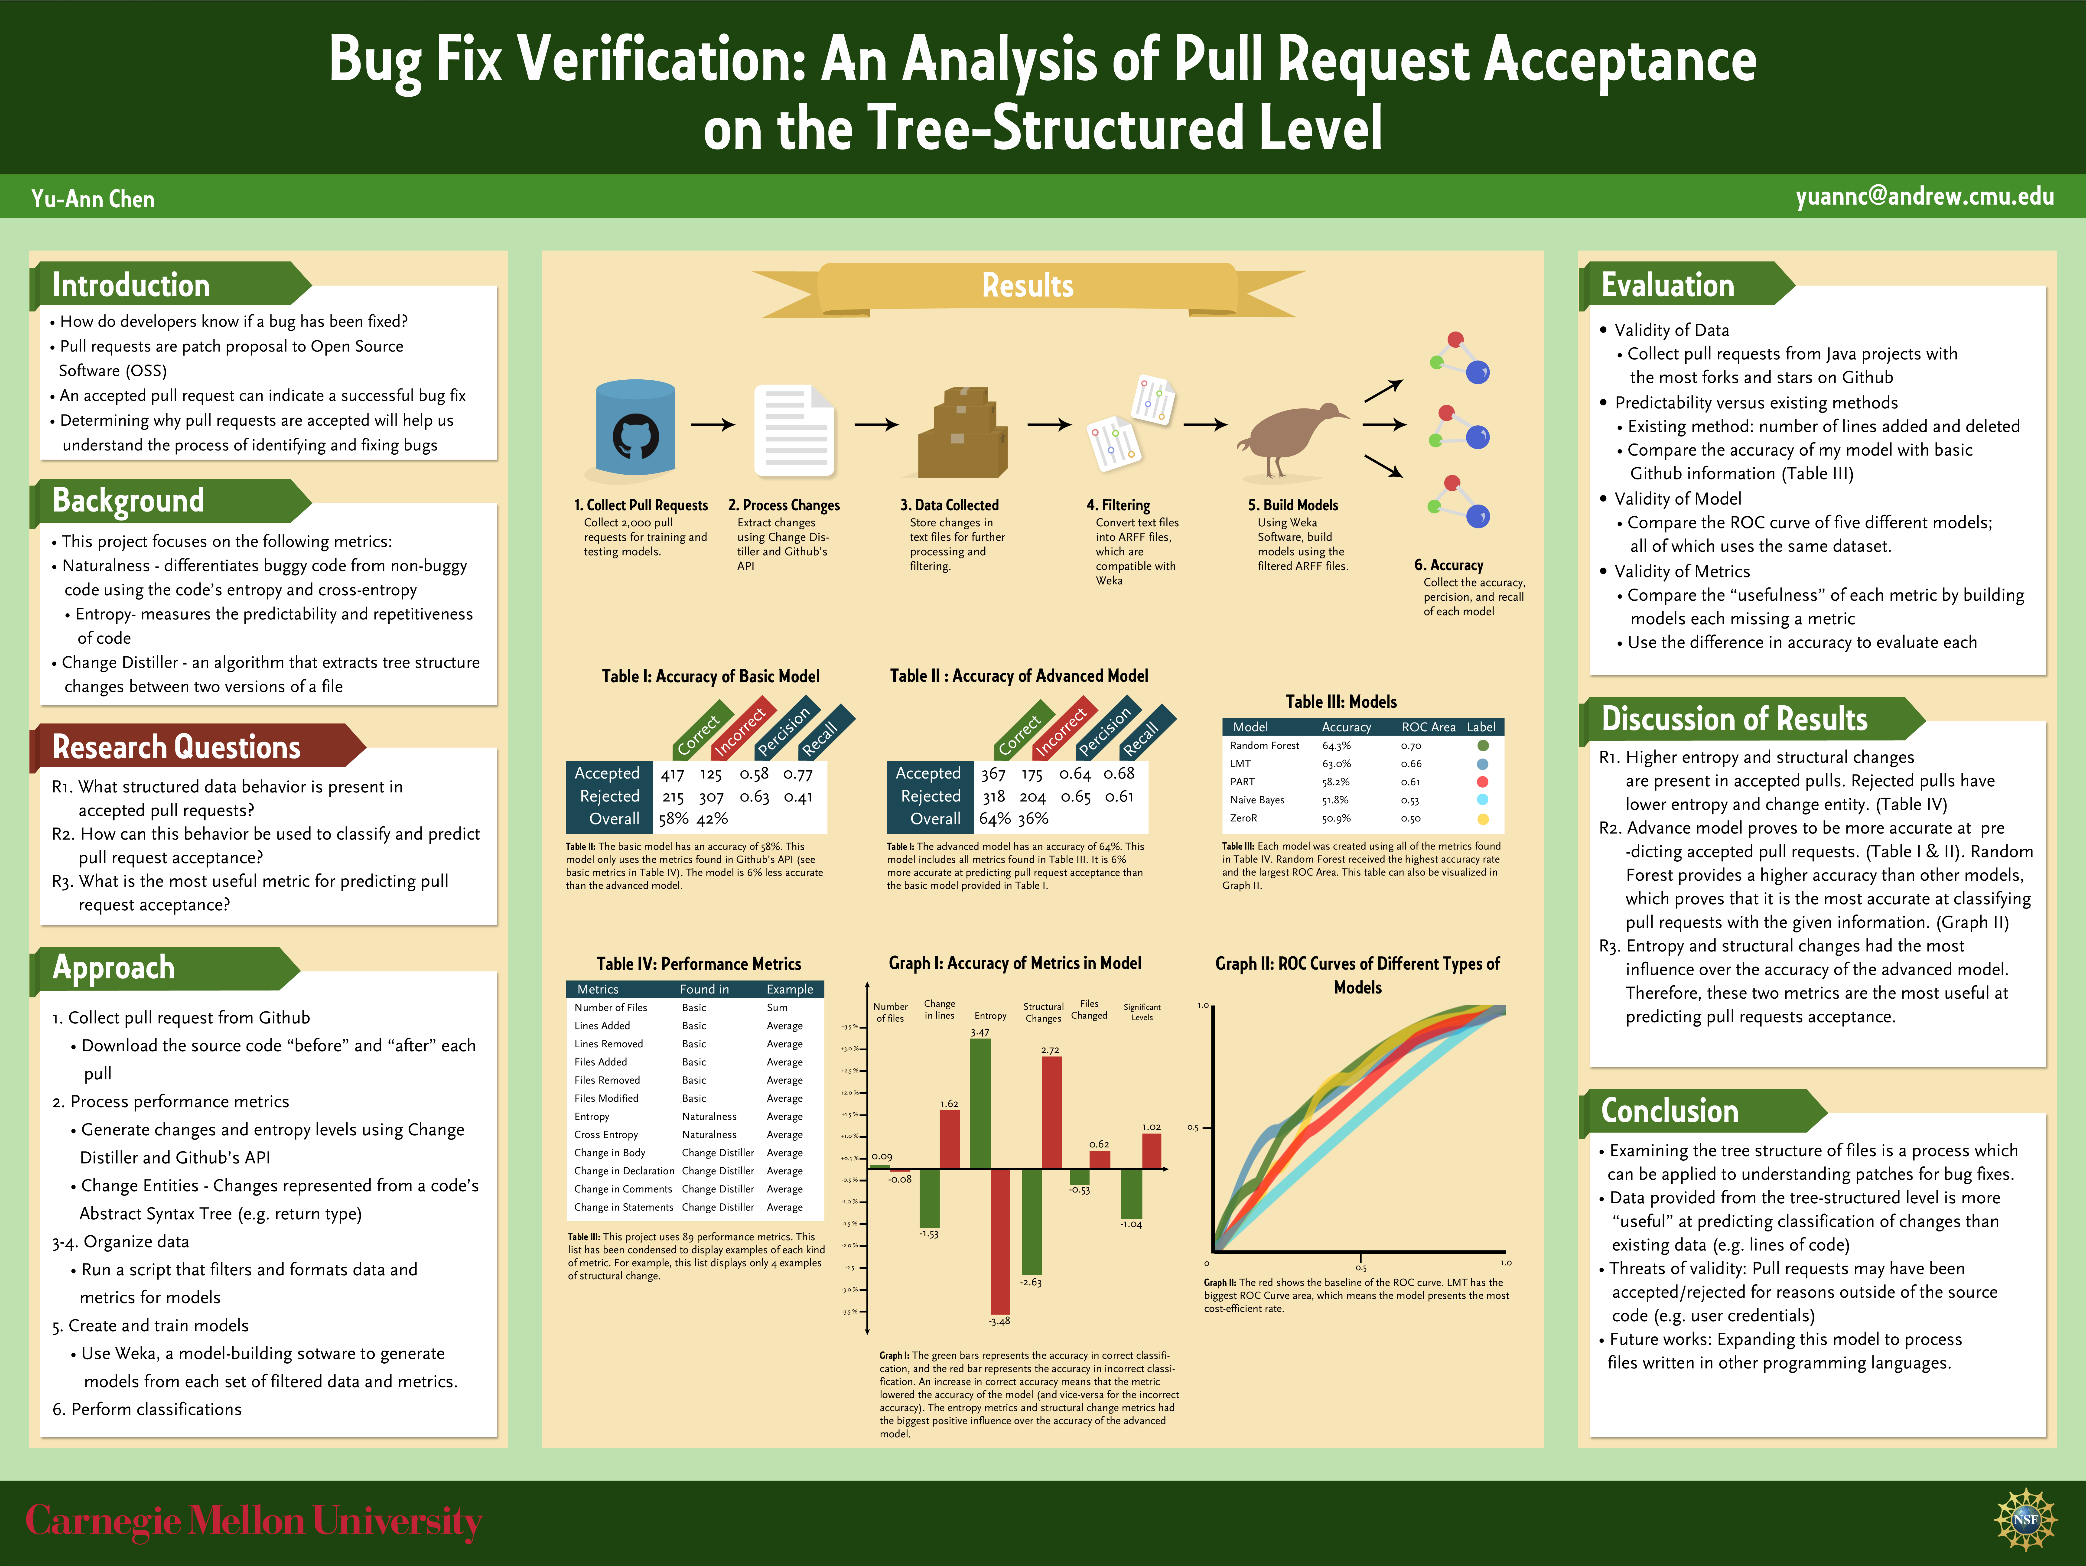 Bug Fix Verification: An Analysis of Pull Request Acceptance
on the Tree-Structured Level
Yu-Ann Chen
yuannc@andrew.cmu.edu
Introduction
• How do developers know if a bug has been fixed?
• Pull requests are patch proposal to Open Source
Software (OSS)
• An accepted pull request can indicate a successful bug fix
• Determining why pull requests are accepted will help us
understand the process of identifying and fixing bugs
Background
• This project focuses on the following metrics:
• Naturalness - differentiates buggy code from non-buggy
code using the code's entropy and cross-entropy
• Entropy- measures the predictability and repetitiveness
of code
• Change Distiller - an algorithm that extracts tree structure
changes between two versions of a file
Research Questions
R1. What structured data behavior is present in
accepted pull requests?
R2. How can this behavior be used to classify and predict
pull request acceptance?
R3. What is the most useful metric for predicting pull
request acceptance?
Approach
1. Collect pull request from Github
• Download the source code "before" and "after" each
pull
2. Process performance metrics
• Generate changes and entropy levels using Change
Distiller and Github's API
• Change Entities - Changes represented from a code's
Abstract Syntax Tree (e.g. return type)
3-4. Organize data
• Run a script that filters and formats data and
metrics for models
5. Create and train models
• Use Weka, a model-building sotware to generate
models from each set of filtered data and metrics.
6. Perform classifications
Results
1. Collect Pull Requests
Collect 2,000 pull
requests for training and
testing models.
2. Process Changes
Extract changes
using Change Dis-
tiller and Github's
API
3. Data Collected
Store changes in
text files for further
processing and
filtering.
4. Filtering
Convert text files
into ARFF files,
which are
compatible with
Weka
5. Build Models
Using Weka
Software, build
models using the
filtered ARFF files.
6. Accuracy
Collect the accuracy,
percision, and recall
of each model
Table I: Accuracy of Basic Model
Correct Incorrect Percision Recall
Accepted 417 125 0.58 0.77
Rejected 215 307 0.63 0.41
Overall 58% 42%
Table II: The basic model has an accuracy of 58%. This
model only uses the metrics found in Github's API (see
basic metrics in Table IV). The model is 6% less accurate
than the advanced model.
Table II : Accuracy of Advanced Model
Correct Incorrect Percision Recall
Accepted 367 175 0.64 0.68
Rejected 318 204 0.65 0.61
Overall 64% 36%
Table I: The advanced model has an accuracy of 64%. This
model includes all metrics found in Table III. It is 6%
more accurate at predicting pull request acceptance than
the basic model provided in Table I.
Table III: Models
Model Accuracy ROC Area Label
Random Forest 64.3% 0.70
LMT 63.0% 0.66
PART 58.2% 0.61
Naive Bayes 51.8% 0.53
ZeroR 50.9% 0.50
Table III: Each model was created using all of the metrics found
in Table IV. Random Forest received the highest accuracy rate
and the largest ROC Area. This table can also be visualized in
Graph II.
Table IV: Performance Metrics
Metrics Found in Example
Number of Files Basic Sum
Lines Added Basic Average
Lines Removed Basic Average
Files Added Basic Average
Files Removed Basic Average
Files Modified Basic Average
Entropy Naturalness Average
Cross Entropy Naturalness Average
Change in Body Change Distiller Average
Change in Declaration Change Distiller Average
Change in Comments Change Distiller Average
Change in Statements Change Distiller Average
Table III: This project uses 89 performance metrics. This
list has been condensed to display examples of each kind
of metric. For example, this list displays only 4 examples
of structural change.
Graph I: Accuracy of Metrics in Model
Number
of files
Change
in lines
Entropy
Structural
Changes
Files
Changed
Significant
Levels
0.09
-0.08
-1.53
1.62
3.47
-3.48
-2.63
2.72
-0.53
0.62
-1.04
1.02
Graph I: The green bars represents the accuracy in correct classifi-
cation, and the red bar represents the accuracy in incorrect classi-
fication. An increase in correct accuracy means that the metric
lowered the accuracy of the model (and vice-versa for the incorrect
accuracy). The entropy metrics and structural change metrics had
the biggest positive influence over the accuracy of the advanced
model.
Graph II: ROC Curves of Different Types of
Models
1.0
0.5
0
0.5
1.0
Graph II: The red shows the baseline of the ROC curve. LMT has the
biggest ROC Curve area, which means the model presents the most
cost-efficient rate.
Evaluation
• Validity of Data
• Collect pull requests from Java projects with
the most forks and stars on Github
• Predictability versus existing methods
• Existing method: number of lines added and deleted
• Compare the accuracy of my model with basic
Github information (Table III)
• Validity of Model
• Compare the ROC curve of five different models;
all of which uses the same dataset.
• Validity of Metrics
• Compare the "usefulness" of each metric by building
models each missing a metric
• Use the difference in accuracy to evaluate each
Discussion of Results
R1. Higher entropy and structural changes
are present in accepted pulls. Rejected pulls have
lower entropy and change entity. (Table IV)
R2. Advance model proves to be more accurate at pre
-dicting accepted pull requests. (Table I & II). Random
Forest provides a higher accuracy than other models,
which proves that it is the most accurate at classifying
pull requests with the given information. (Graph II)
R3. Entropy and structural changes had the most
influence over the accuracy of the advanced model.
Therefore, these two metrics are the most useful at
predicting pull requests acceptance.
Conclusion
• Examining the tree structure of files is a process which
can be applied to understanding patches for bug fixes.
• Data provided from the tree-structured level is more
"useful" at predicting classification of changes than
existing data (e.g. lines of code)
• Threats of validity: Pull requests may have been
accepted/rejected for reasons outside of the source
code (e.g. user credentials)
• Future works: Expanding this model to process
files written in other programming languages.
Carnegie Mellon University
NSF